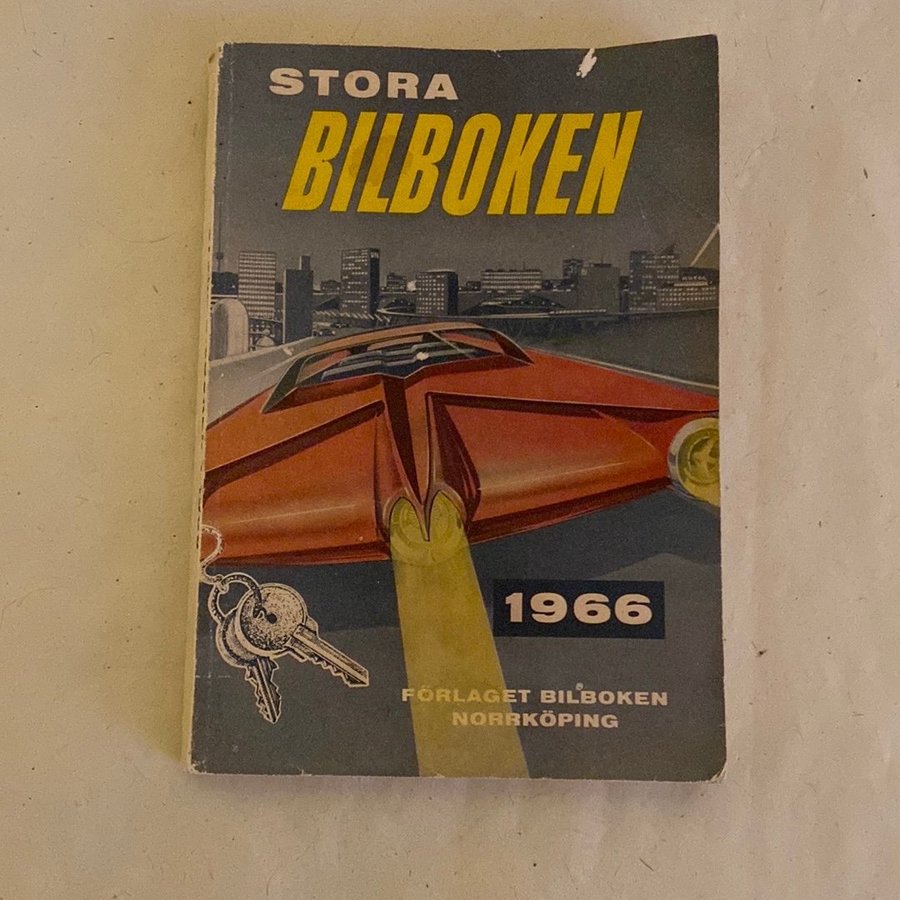 STORA
BILBOKEN
1966
FÖRLAGET BILBOKEN
NORRKÖPING